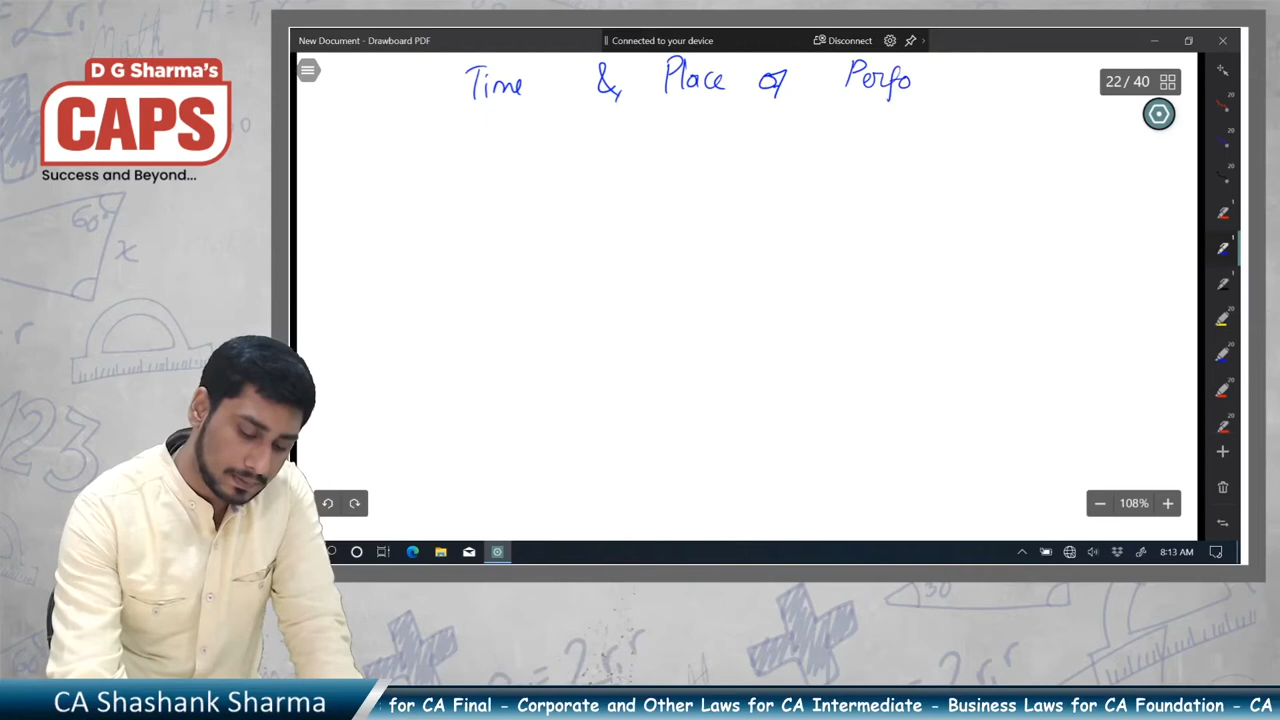 D G Sharma's
CAPS
Success and Beyond...
New Document - Drawboard PDF
Connected to your device
Disconnect
Time & Place of Perfo
22 / 40
108%
8:13 AM
CA Shashank Sharma
for CA Final - Corporate and Other Laws for CA Intermediate - Business Laws for CA Foundation - CA